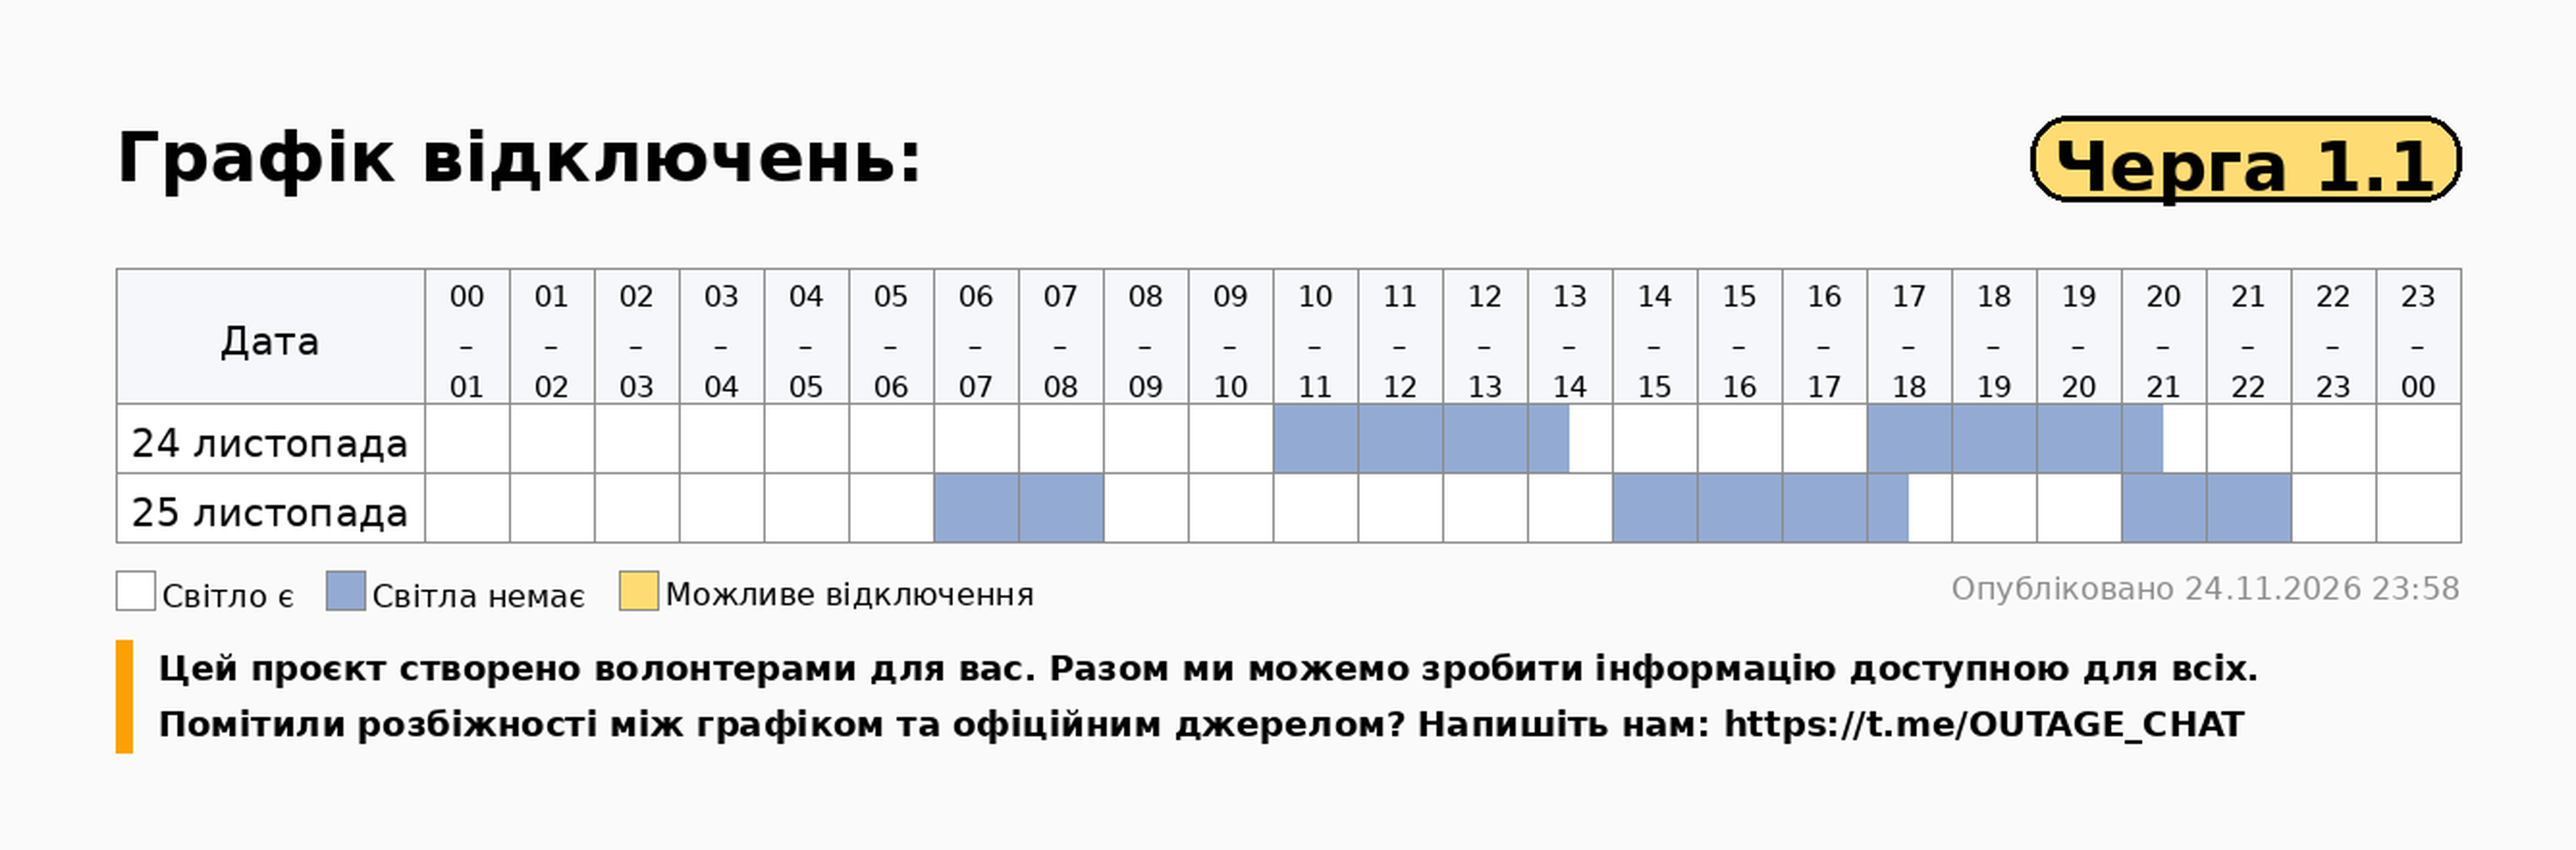 Графік відключень:
Черга 1.1
Дата 00 – 01 01 – 02 02 – 03 03 – 04 04 – 05 05 – 06 06 – 07 07 – 08 08 – 09 09 – 10 10 – 11 11 – 12 12 – 13 13 – 14 14 – 15 15 – 16 16 – 17 17 – 18 18 – 19 19 – 20 20 – 21 21 – 22 22 – 23 23 – 00
24 листопада
25 листопада
Світло є Світла немає Можливе відключення
Опубліковано 24.11.2026 23:58
Цей проєкт створено волонтерами для вас. Разом ми можемо зробити інформацію доступною для всіх.
Помітили розбіжності між графіком та офіційним джерелом? Напишіть нам: https://t.me/OUTAGE_CHAT